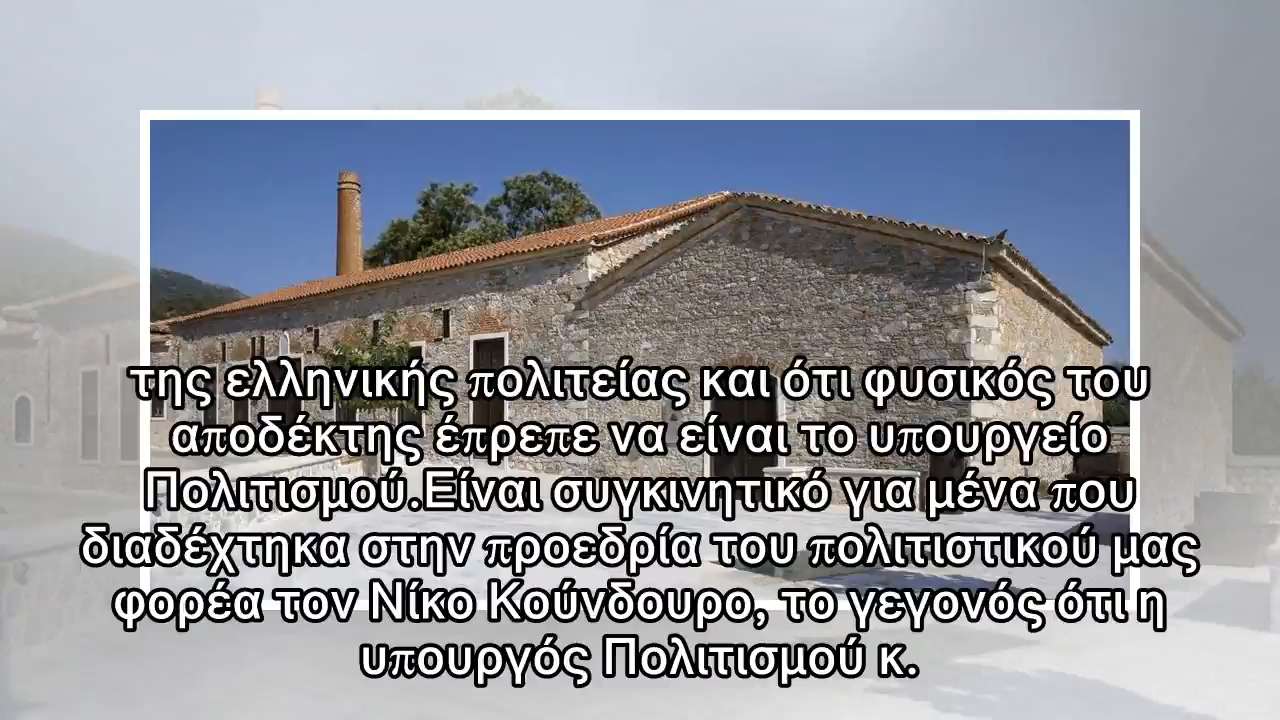 της ελληνικής πολιτείας και ότι φυσικός του
αποδέκτης έπρεπε να είναι το υπουργείο
Πολιτισμού.Είναι συγκινητικό για μένα που
διαδέχτηκα στην προεδρία του πολιτιστικού μας
φορέα τον Νίκο Κούνδουρο, το γεγονός ότι η
υπουργός Πολιτισμού κ.